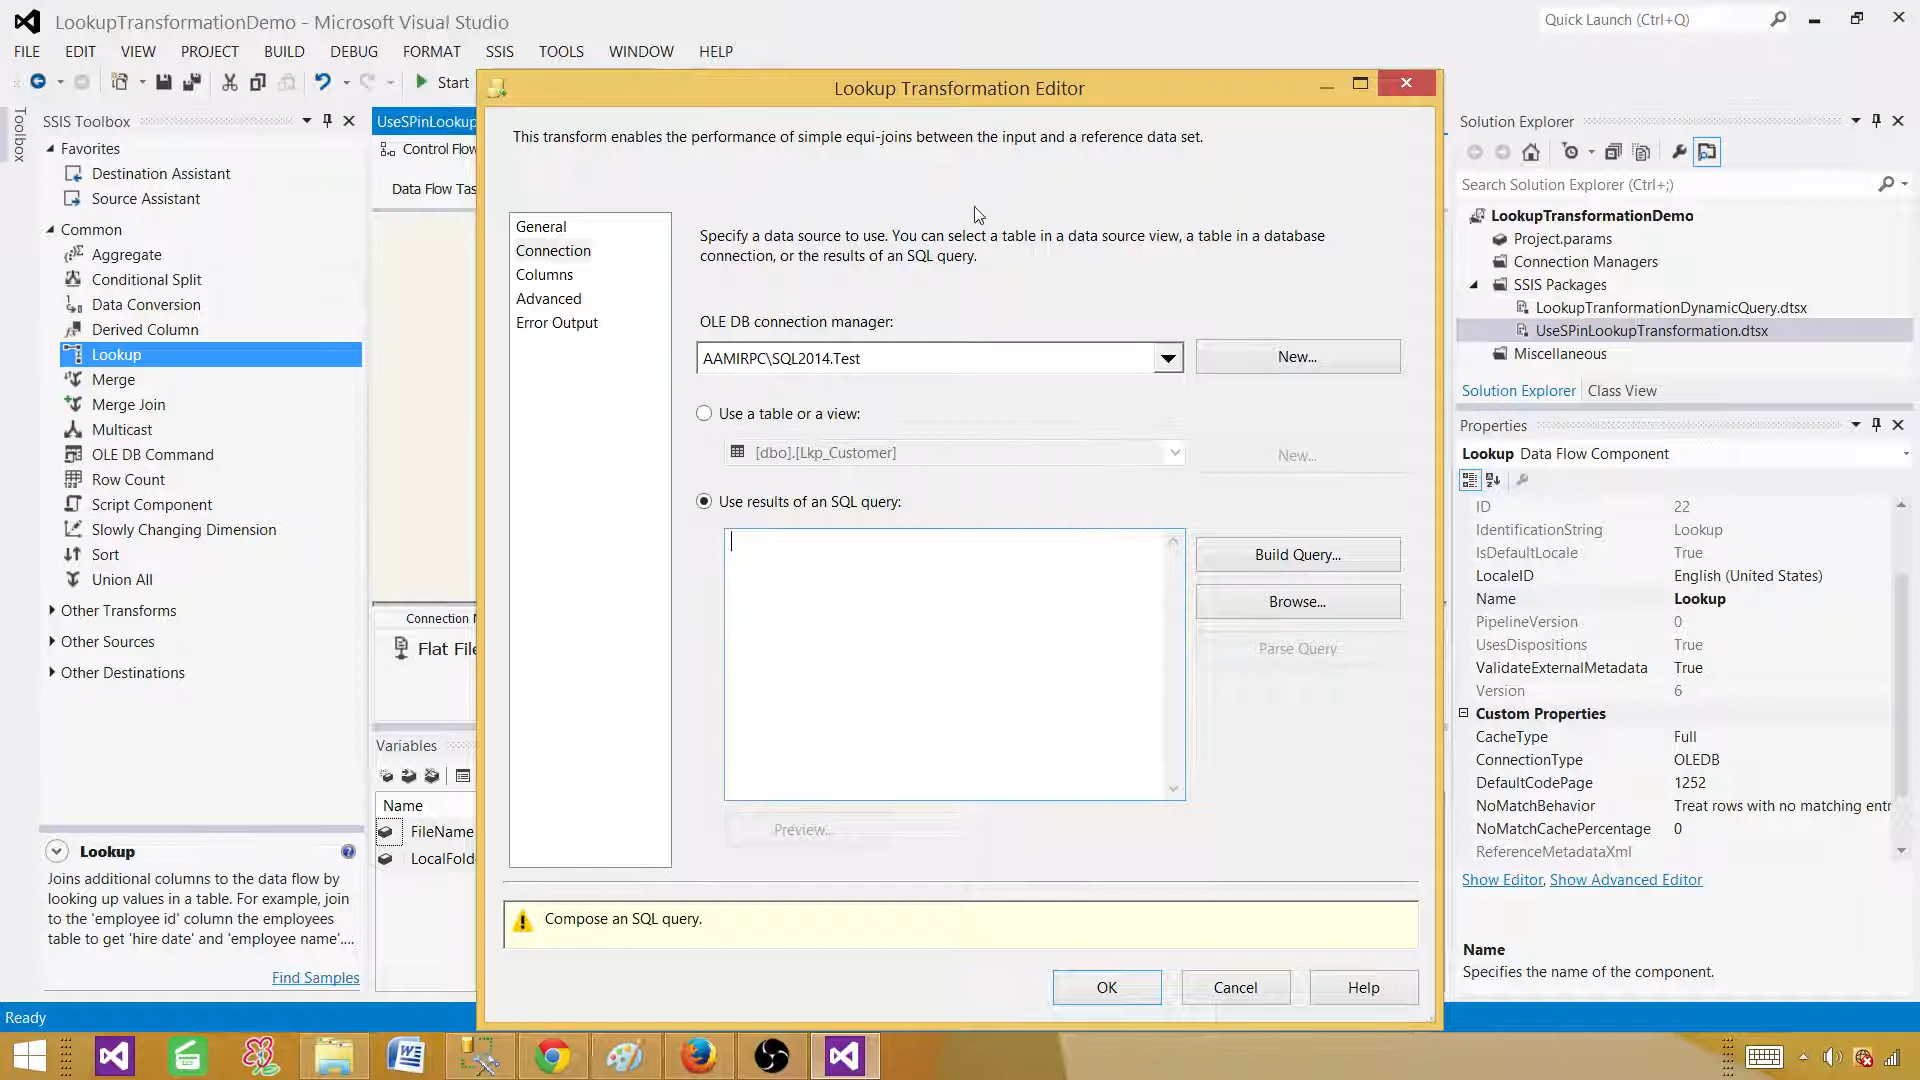 LookupTransformationDemo - Microsoft Visual Studio
Quick Launch (Ctrl+Q)
FILE EDIT VIEW PROJECT BUILD DEBUG FORMAT SSIS TOOLS WINDOW HELP
Start
Toolbox
SSIS Toolbox
Favorites
Destination Assistant
Source Assistant
Common
Aggregate
Conditional Split
Data Conversion
Derived Column
Lookup
Merge
Merge Join
Multicast
OLE DB Command
Row Count
Script Component
Slowly Changing Dimension
Sort
Union All
Other Transforms
Other Sources
Other Destinations
Lookup
Joins additional columns to the data flow by
looking up values in a table. For example, join
to the 'employee id' column the employees
table to get 'hire date' and 'employee name'....
Find Samples
UseSPinLookup
Control Flow
Data Flow Tas
Connection
Flat File
Variables
Name
FileName
LocalFold
Lookup Transformation Editor
This transform enables the performance of simple equi-joins between the input and a reference data set.
General
Connection
Columns
Advanced
Error Output
Specify a data source to use. You can select a table in a data source view, a table in a database
connection, or the results of an SQL query.
OLE DB connection manager:
AAMIRPC\SQL2014.Test
New...
Use a table or a view:
[dbo].[Lkp_Customer]
New...
Use results of an SQL query:
Build Query...
Browse...
Parse Query
Preview...
Compose an SQL query.
OK Cancel Help
Solution Explorer
Search Solution Explorer (Ctrl+;)
LookupTransformationDemo
Project.params
Connection Managers
SSIS Packages
LookupTranformationDynamicQuery.dtsx
UseSPinLookupTransformation.dtsx
Miscellaneous
Solution Explorer Class View
Properties
Lookup Data Flow Component
ID 22
IdentificationString Lookup
IsDefaultLocale True
LocaleID English (United States)
Name Lookup
PipelineVersion 0
UsesDispositions True
ValidateExternalMetadata True
Version 6
Custom Properties
CacheType Full
ConnectionType OLEDB
DefaultCodePage 1252
NoMatchBehavior Treat rows with no matching entr
NoMatchCachePercentage 0
ReferenceMetadataXml
Show Editor, Show Advanced Editor
Name
Specifies the name of the component.
Ready